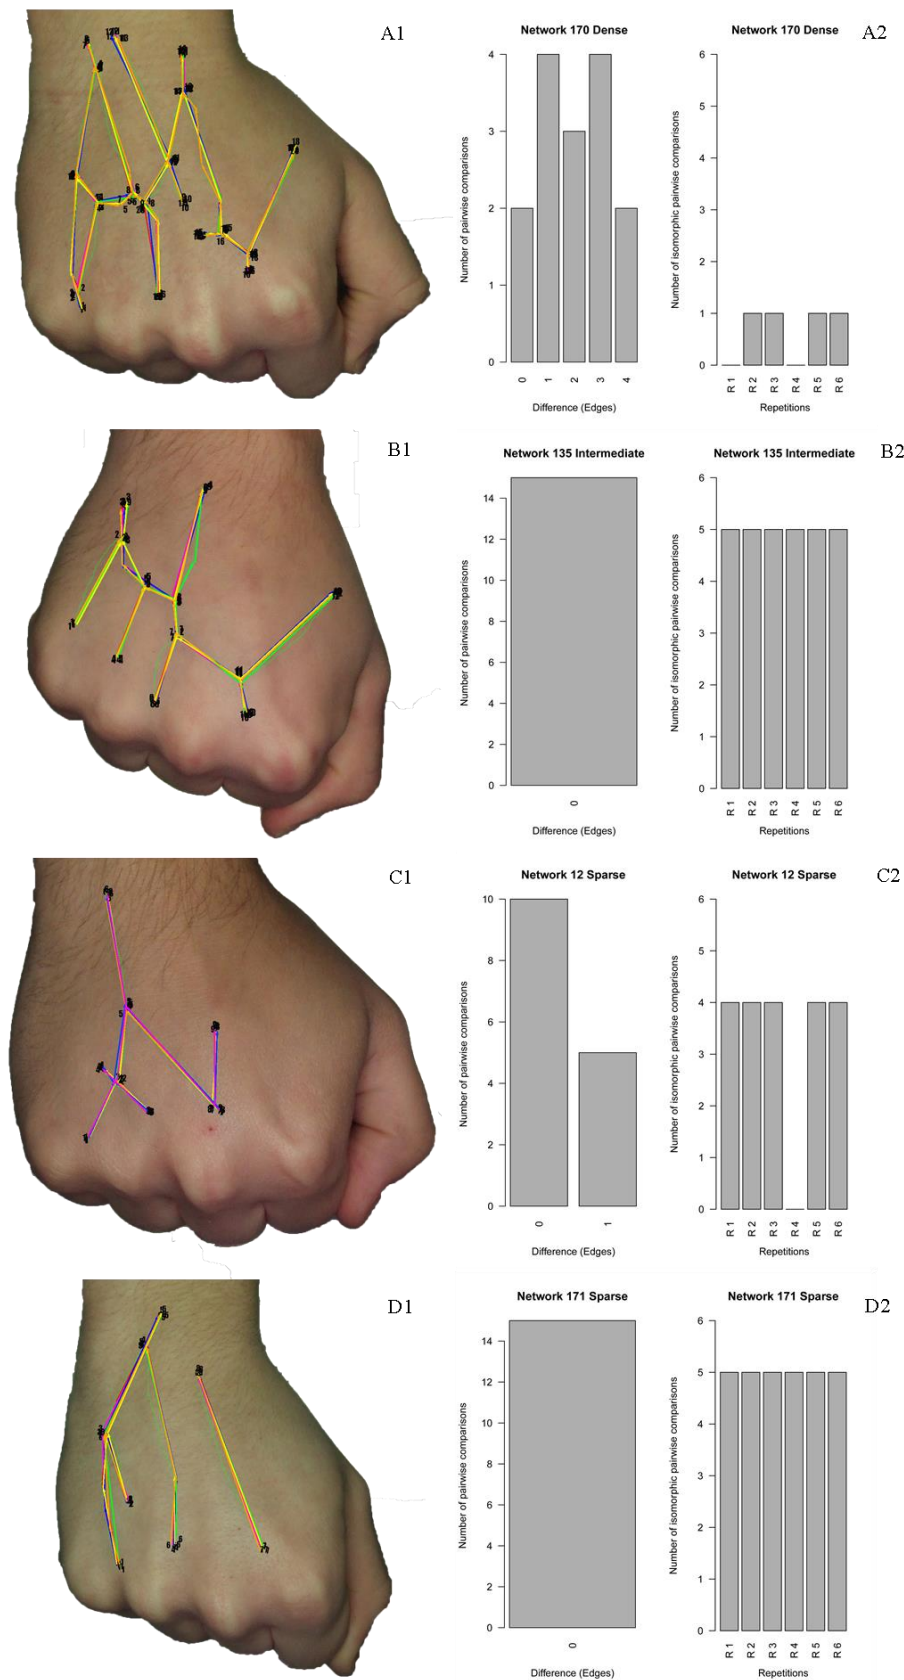 A1
Network 170 Dense
Network 170 Dense
A2
Number of pairwise comparisons
0
1
2
3
4
0
1
2
3
4
Difference (Edges)
Number of isomorphic pairwise comparisons
0
1
2
3
4
5
6
R 1
R 2
R 3
R 4
R 5
R 6
Repetitions
B1
Network 135 Intermediate
Network 135 Intermediate
B2
Number of pairwise comparisons
0
2
4
6
8
10
12
14
0
Difference (Edges)
Number of isomorphic pairwise comparisons
0
1
2
3
4
5
6
R 1
R 2
R 3
R 4
R 5
R 6
Repetitions
C1
Network 12 Sparse
Network 12 Sparse
C2
Number of pairwise comparisons
0
2
4
6
8
10
0
1
Difference (Edges)
Number of isomorphic pairwise comparisons
0
1
2
3
4
5
6
R 1
R 2
R 3
R 4
R 5
R 6
Repetitions
D1
Network 171 Sparse
Network 171 Sparse
D2
Number of pairwise comparisons
0
2
4
6
8
10
12
14
0
Difference (Edges)
Number of isomorphic pairwise comparisons
0
1
2
3
4
5
6
R 1
R 2
R 3
R 4
R 5
R 6
Repetitions